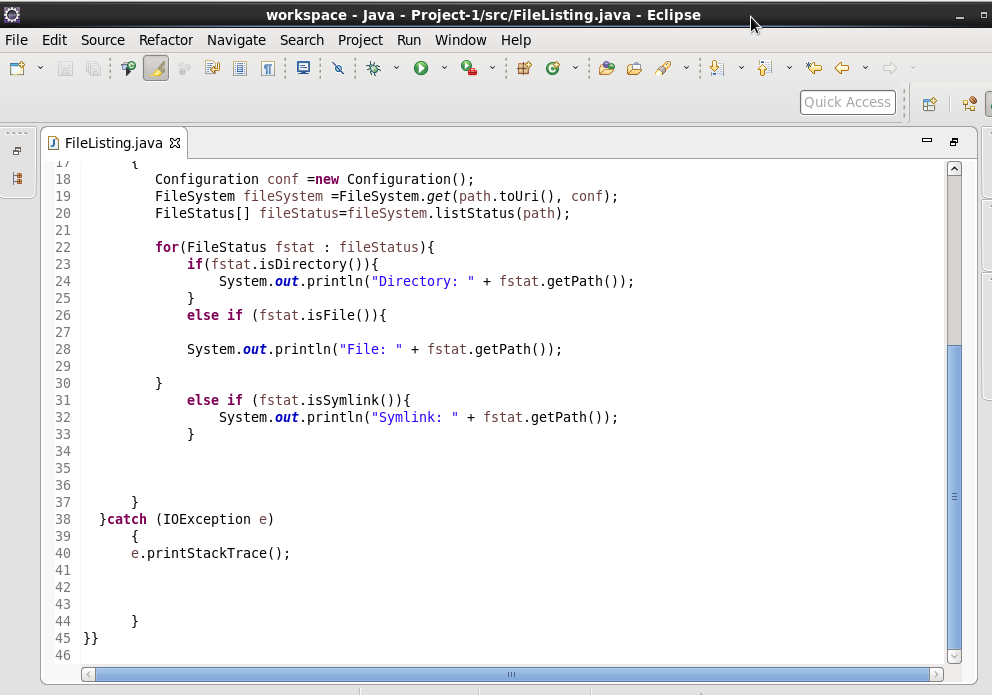 workspace - Java - Project-1/src/FileListing.java - Eclipse
File Edit Source Refactor Navigate Search Project Run Window Help
Quick Access
FileListing.java
17 {
18 Configuration conf =new Configuration();
19 FileSystem fileSystem =FileSystem.get(path.toUri(), conf);
20 FileStatus[] fileStatus=fileSystem.listStatus(path);
21
22 for(FileStatus fstat : fileStatus){
23 if(fstat.isDirectory()){
24 System.out.println("Directory: " + fstat.getPath());
25 }
26 else if (fstat.isFile()){
27
28 System.out.println("File: " + fstat.getPath());
29
30 }
31 else if (fstat.isSymlink()){
32 System.out.println("Symlink: " + fstat.getPath());
33 }
34
35
36
37 }
38 }catch (IOException e)
39 {
40 e.printStackTrace();
41
42
43
44 }
45 }}
46